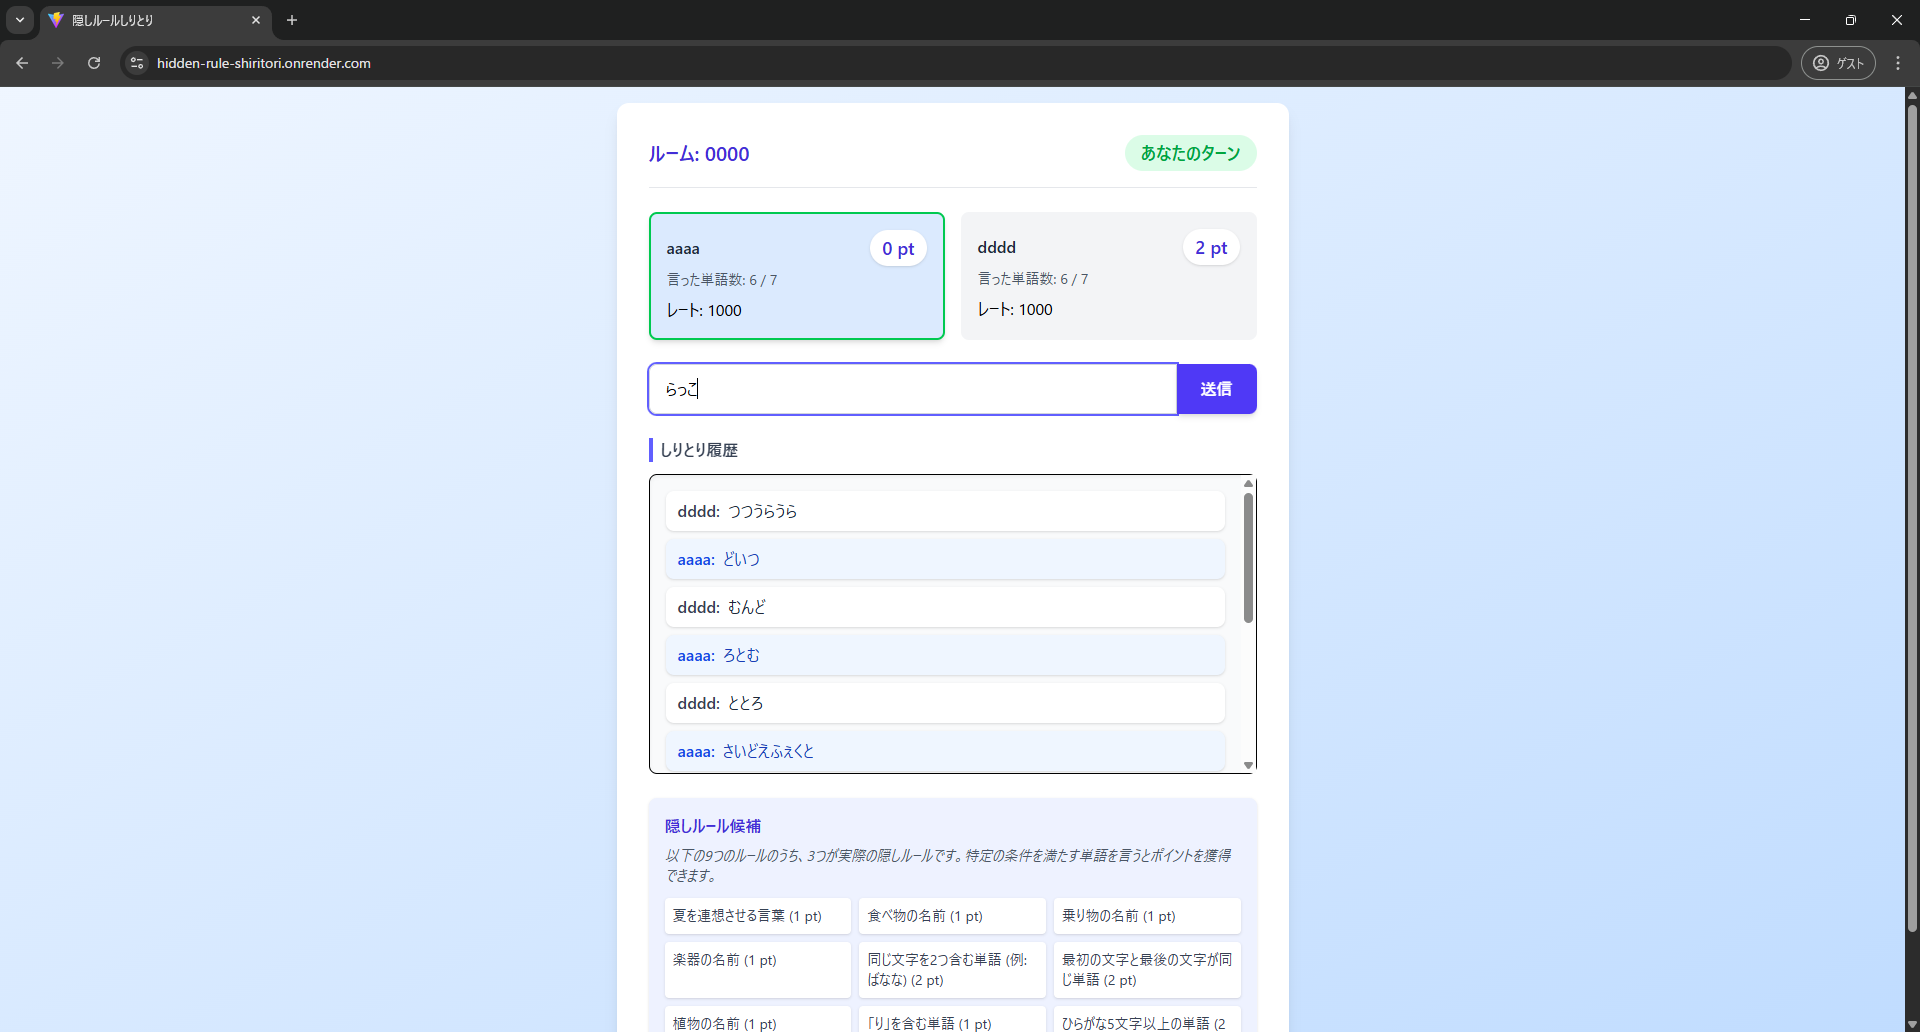 隠しルールしりとり
hidden-rule-shiritori.onrender.com
ゲスト
ルーム: 0000
あなたのターン
aaaa
0 pt
言った単語数: 6 / 7
レート: 1000
dddd
2 pt
言った単語数: 6 / 7
レート: 1000
らっこ
送信
しりとり履歴
dddd: つつうらうら
aaaa: どいつ
dddd: むんど
aaaa: ろとむ
dddd: ととろ
aaaa: さいどえふぇくと
隠しルール候補
以下の9つのルールのうち、3つが実際の隠しルールです。特定の条件を満たす単語を言うとポイントを獲得
できます。
夏を連想させる言葉 (1 pt)
食べ物の名前 (1 pt)
乗り物の名前 (1 pt)
楽器の名前 (1 pt)
同じ文字を2つ含む単語 (例:
ばなな) (2 pt)
最初の文字と最後の文字が同
じ単語 (2 pt)
植物の名前 (1 pt)
「り」を含む単語 (1 pt)
ひらがな5文字以上の単語 (2